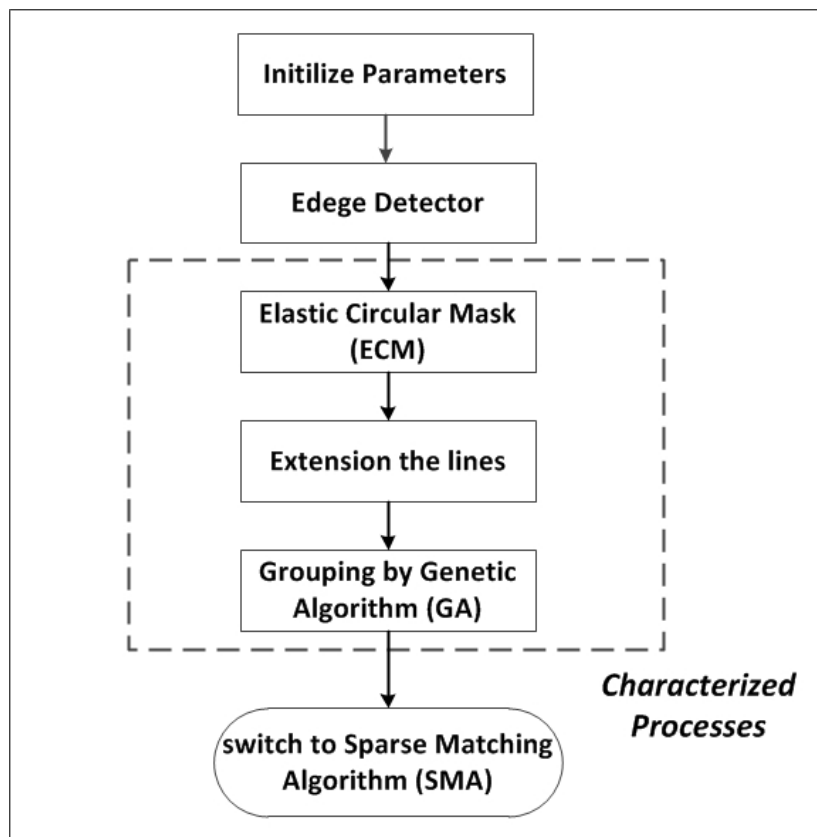 Initilize Parameters
Edege Detector
Elastic Circular Mask
(ECM)
Extension the lines
Grouping by Genetic
Algorithm (GA)
Characterized
Processes
switch to Sparse Matching
Algorithm (SMA)